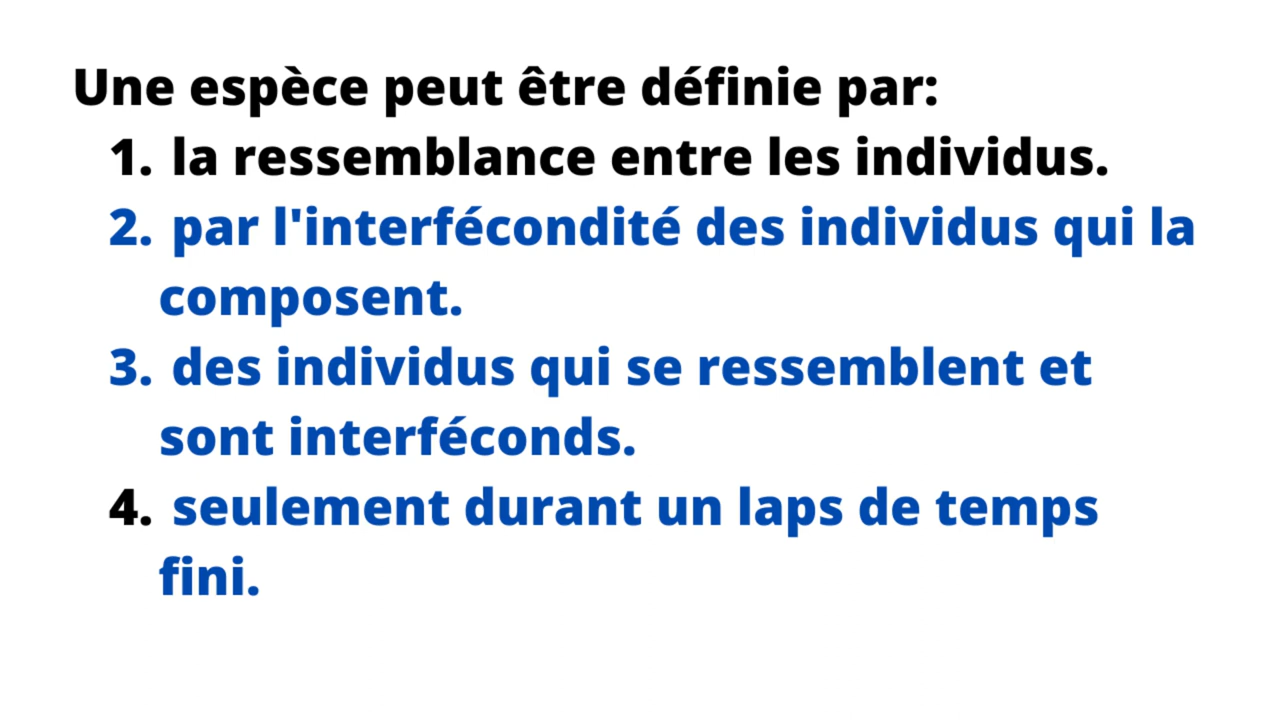 Une espèce peut être définie par:
1. la ressemblance entre les individus.
2. par l'interfécondité des individus qui la
composent.
3. des individus qui se ressemblent et
sont interféconds.
4. seulement durant un laps de temps
fini.